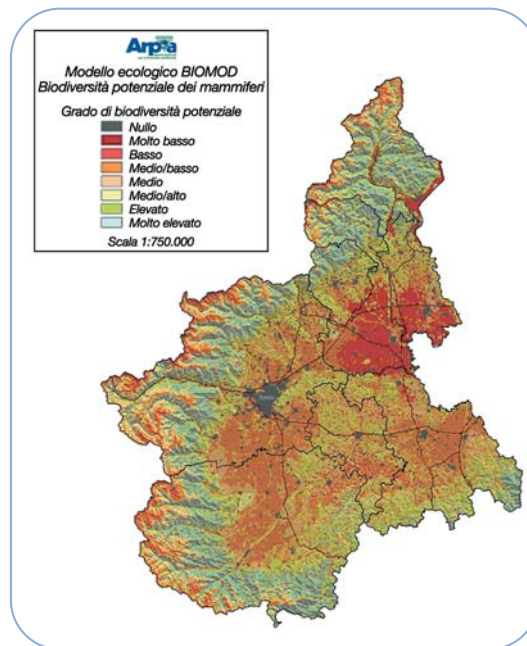 Arpa
Modello ecologico BIOMOD
Biodiversità potenziale dei mammiferi
Grado di biodiversità potenziale
Nullo
Molto basso
Basso
Medio/basso
Medio
Medio/alto
Elevato
Molto elevato
Scala 1:750.000